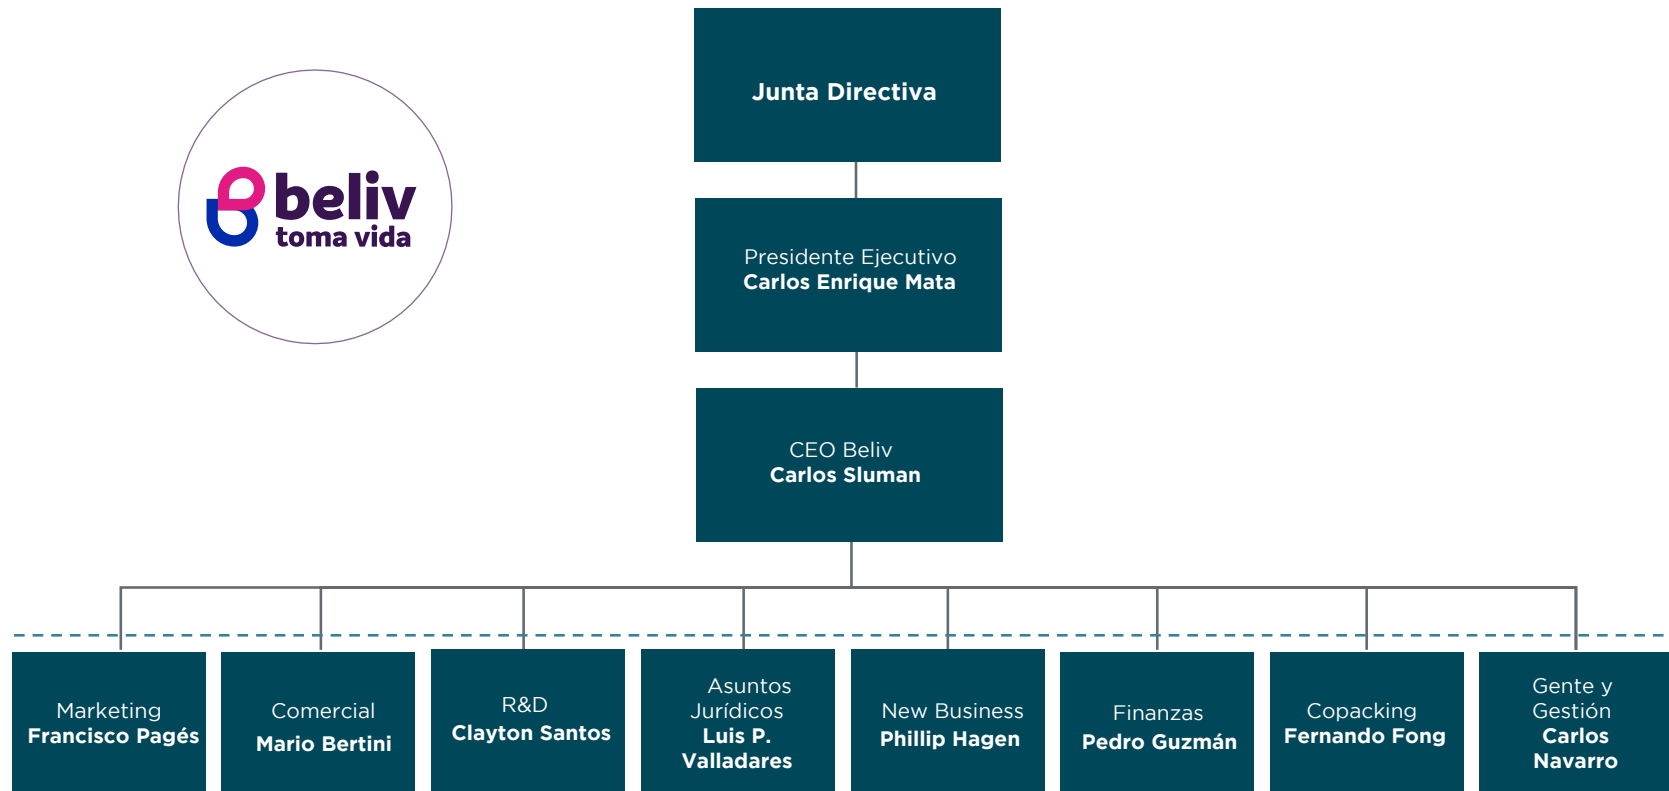 beliv
toma vida
Junta Directiva
Presidente Ejecutivo
Carlos Enrique Mata
CEO Beliv
Carlos Sluman
Marketing
Francisco Pagés
Comercial
Mario Bertini
R&D
Clayton Santos
Asuntos
Jurídicos
Luis P.
Valladares
New Business
Phillip Hagen
Finanzas
Pedro Guzmán
Copacking
Fernando Fong
Gente y
Gestión
Carlos
Navarro